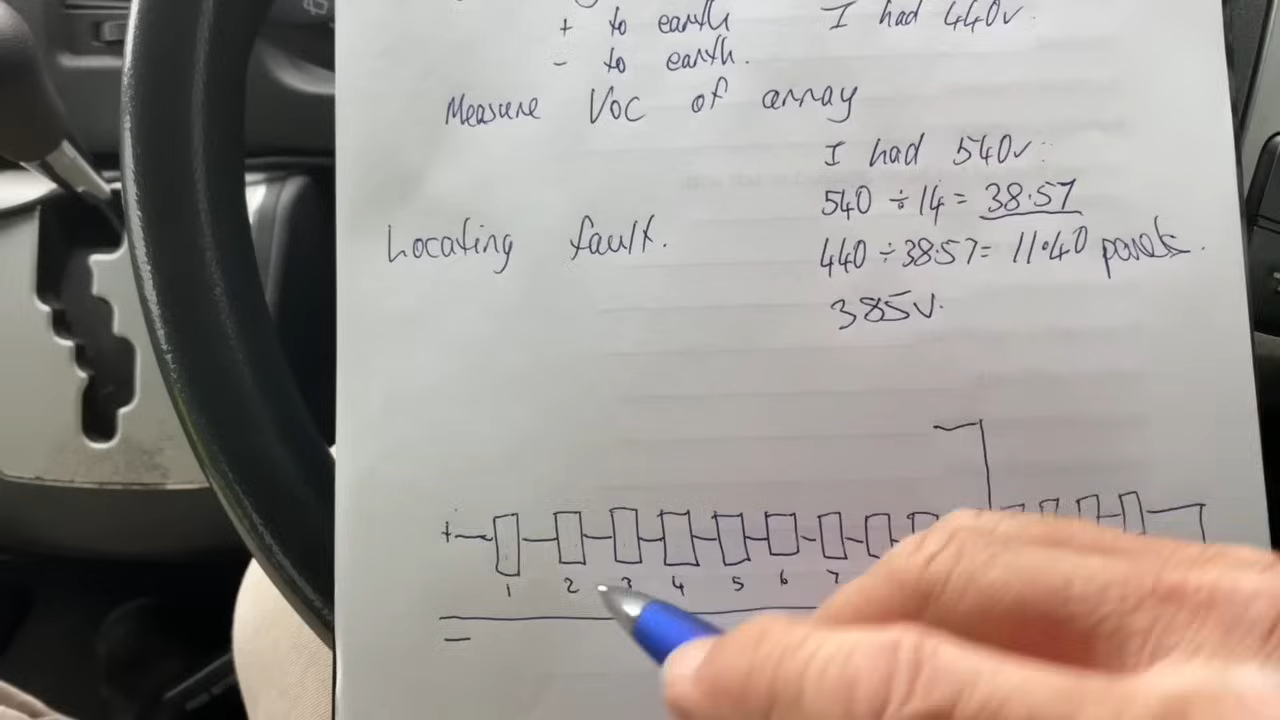 + to earth I had 440v.
- to earth.
Measure Voc of array
I had 540v:
540 ÷ 14 = 38.57
Locating fault.
440 ÷ 38.57 = 11.40 panels.
385v.
+
1 2 3 4 5 6 7
-